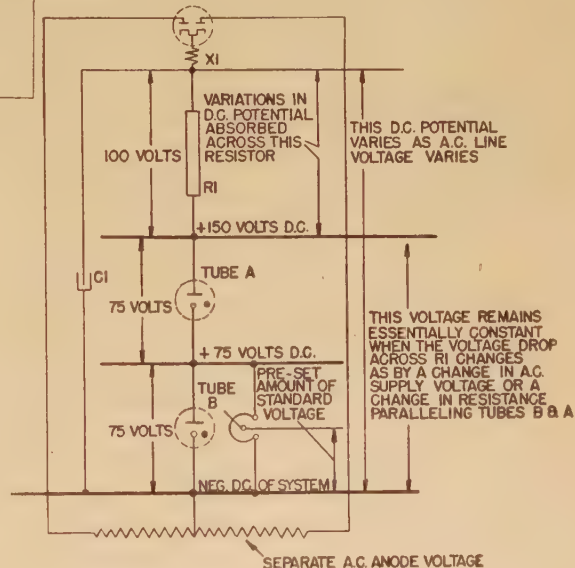 X1
VARIATIONS IN
D.C. POTENTIAL
ABSORBED
ACROSS THIS
RESISTOR
THIS D.C. POTENTIAL
VARIES AS A.C. LINE
VOLTAGE VARIES
100 VOLTS
R1
+150 VOLTS D.C.
C1
TUBE A
75 VOLTS
THIS VOLTAGE REMAINS
ESSENTIALLY CONSTANT
WHEN THE VOLTAGE DROP
ACROSS R1 CHANGES
AS BY A CHANGE IN A.C.
SUPPLY VOLTAGE OR A
CHANGE IN RESISTANCE
PARALLELING TUBES B & A
+ 75 VOLTS D.C.
TUBE
B
PRE-SET
AMOUNT OF
STANDARD
VOLTAGE
75 VOLTS
NEG. D.C. OF SYSTEM
SEPARATE A.C. ANODE VOLTAGE